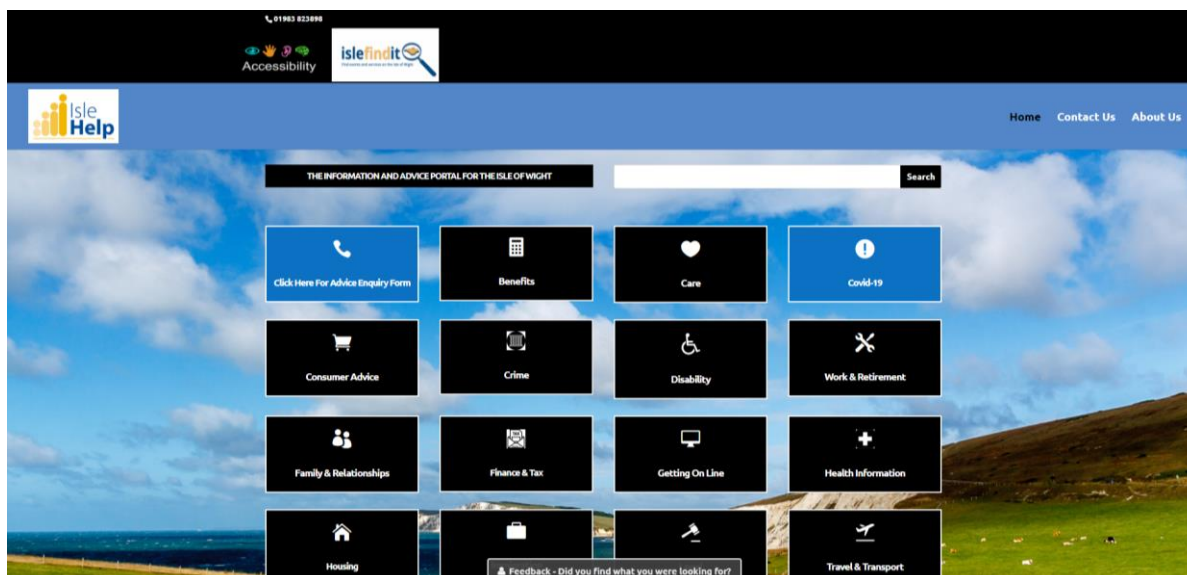 01983 823898
Accessibility
islefindit
Isle
Help
Home Contact Us About Us
THE INFORMATION AND ADVICE PORTAL FOR THE ISLE OF WIGHT
Search
Click Here For Advice Enquiry Form
Benefits
Care
Covid-19
Consumer Advice
Crime
Disability
Work & Retirement
Family & Relationships
Finance & Tax
Getting On Line
Health Information
Housing
Travel & Transport
Feedback - Did you find what you were looking for?